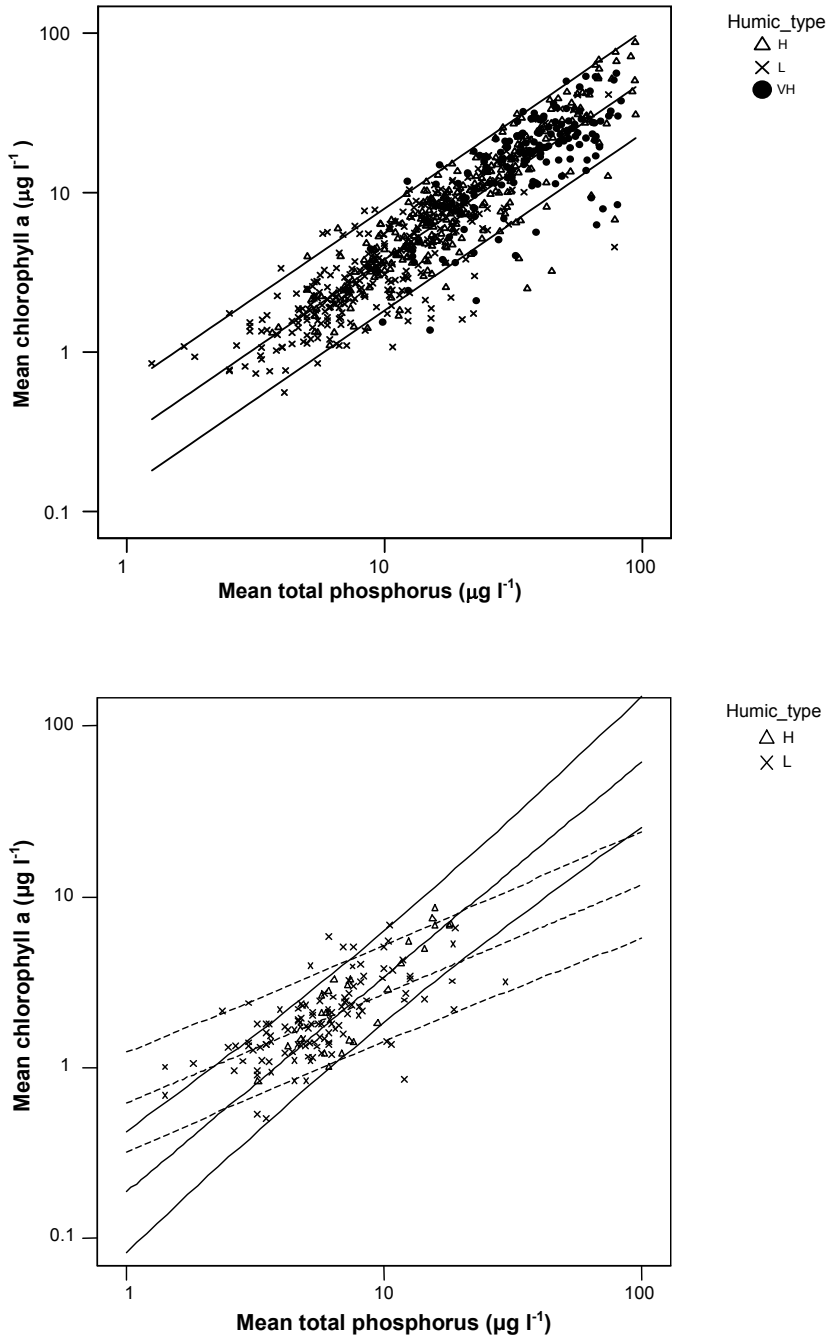 Humic_type
H
L
VH
100
10
1
0.1
Mean chlorophyll a (µg l⁻¹)
1 10 100
Mean total phosphorus (µg l⁻¹)
Humic_type
H
L
100
10
1
0.1
Mean chlorophyll a (µg l⁻¹)
1 10 100
Mean total phosphorus (µg l⁻¹)